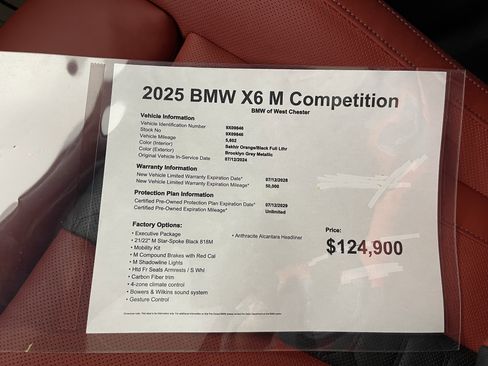 2025 BMW X6 M Competition
BMW of West Chester
Vehicle Information
Vehicle Identification Number 9X09546
Stock No 9X09546
Vehicle Mileage 5,602
Color (Interior) Sakhir Orange/Black Full Lthr
Color (Exterior) Brooklyn Grey Metallic
Original Vehicle In-Service Date 07/12/2024
Warranty Information
New Vehicle Limited Warranty Expiration Date* 07/12/2028
New Vehicle Limited Warranty Expiration Mileage* 50,000
Protection Plan Information
Certified Pre-Owned Protection Plan Expiration Date* 07/12/2029
Certified Pre-Owned Expiration Mileage* Unlimited
Factory Options:
• Executive Package
• 21/22" M Star-Spoke Black 818M
• Mobility Kit
• M Compound Brakes with Red Cal
• M Shadowline Lights
• Htd Fr Seats Armrests / S Whl
• Carbon Fiber trim
• 4-zone climate control
• Bowers & Wilkins sound system
• Gesture Control
• Anthracite Alcantara Headliner
Price:
$124,900